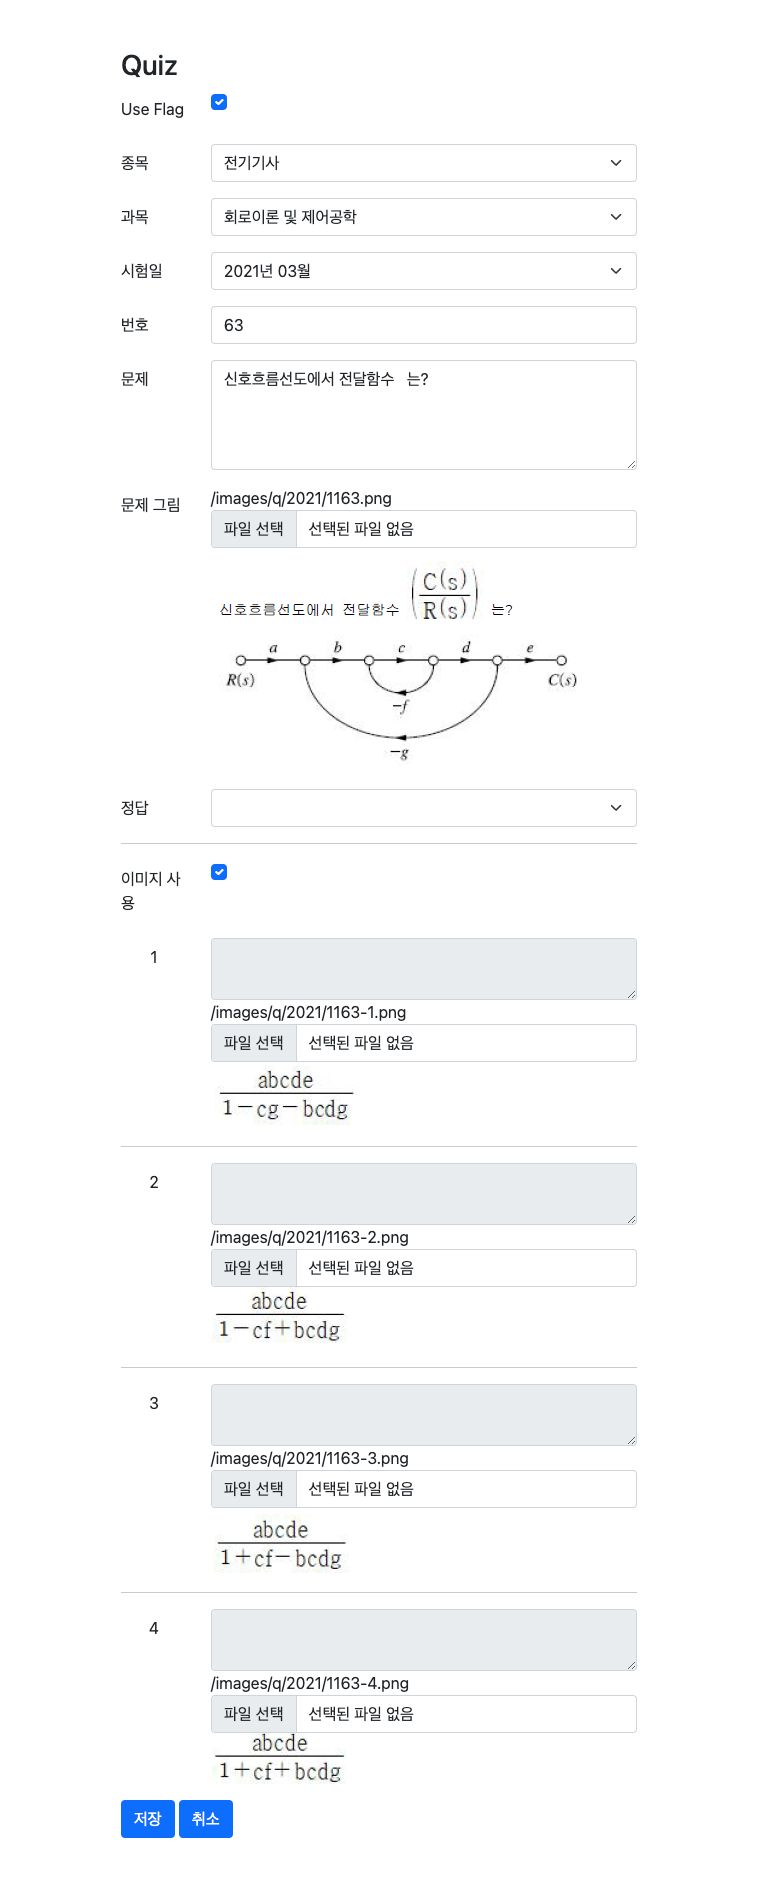 Quiz
Use Flag
종목 전기기사
과목 회로이론 및 제어공학
시험일 2021년 03월
번호 63
문제 신호흐름선도에서 전달함수 는?
문제 그림 /images/q/2021/1163.png
파일 선택 선택된 파일 없음
신호흐름선도에서 전달함수 (C(s)/R(s)) 는?
a b c d e
R(s) C(s)
-f
-g
정답
이미지 사
용
1
/images/q/2021/1163-1.png
파일 선택 선택된 파일 없음
abcde
1-cg-bcdg
2
/images/q/2021/1163-2.png
파일 선택 선택된 파일 없음
abcde
1-cf+bcdg
3
/images/q/2021/1163-3.png
파일 선택 선택된 파일 없음
abcde
1+cf-bcdg
4
/images/q/2021/1163-4.png
파일 선택 선택된 파일 없음
abcde
1+cf+bcdg
저장 취소